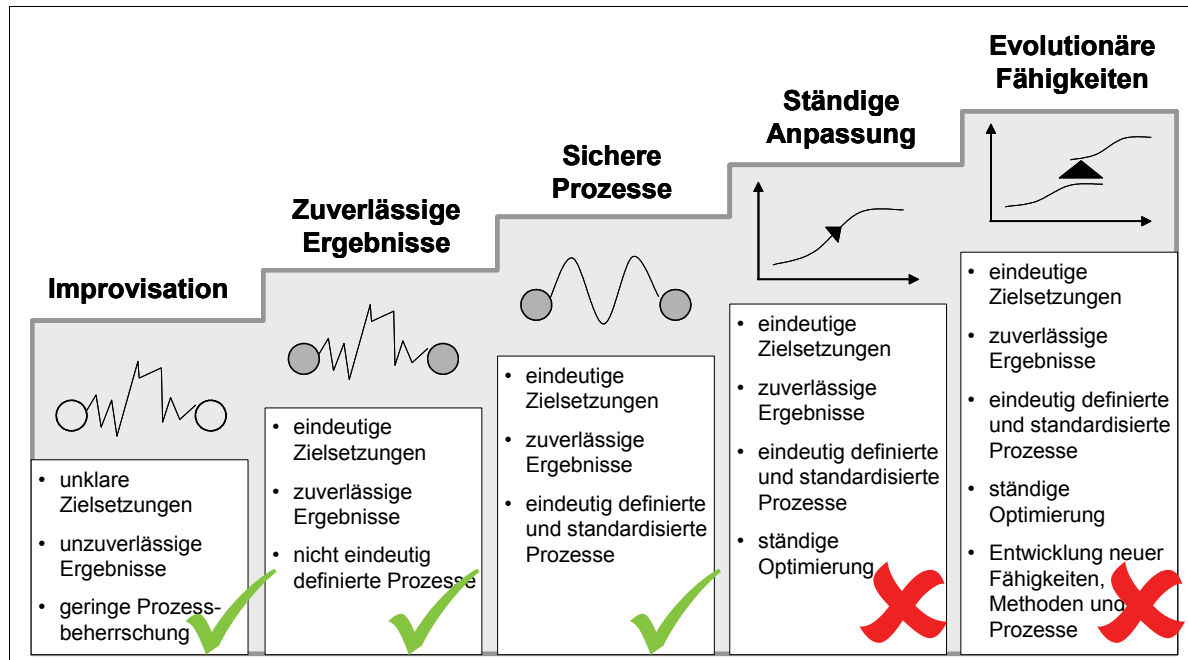 Improvisation
• unklare
Zielsetzungen
• unzuverlässige
Ergebnisse
• geringe Prozess-
beherrschung
Zuverlässige
Ergebnisse
• eindeutige
Zielsetzungen
• zuverlässige
Ergebnisse
• nicht eindeutig
definierte Prozesse
Sichere
Prozesse
• eindeutige
Zielsetzungen
• zuverlässige
Ergebnisse
• eindeutig definierte
und standardisierte
Prozesse
Ständige
Anpassung
• eindeutige
Zielsetzungen
• zuverlässige
Ergebnisse
• eindeutig definierte
und standardisierte
Prozesse
• ständige
Optimierung
Evolutionäre
Fähigkeiten
• eindeutige
Zielsetzungen
• zuverlässige
Ergebnisse
• eindeutig definierte
und standardisierte
Prozesse
• ständige
Optimierung
• Entwicklung neuer
Fähigkeiten,
Methoden und
Prozesse